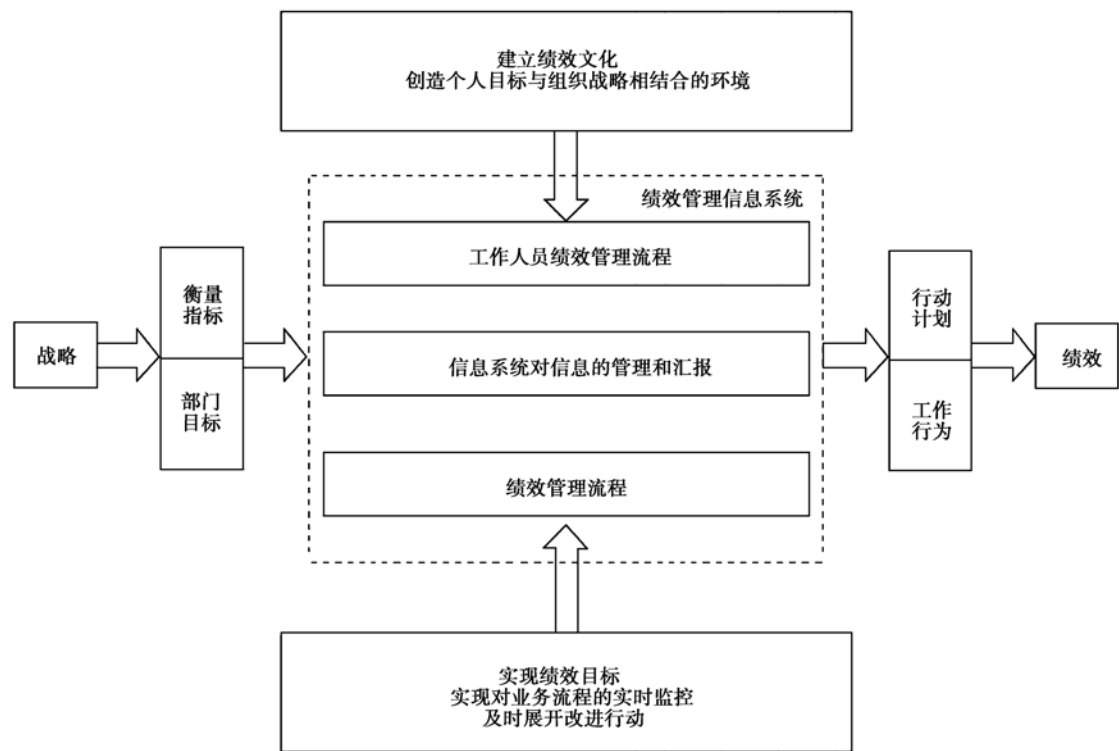 建立绩效文化
创造个人目标与组织战略相结合的环境
绩效管理信息系统
工作人员绩效管理流程
战略
衡量
指标
部门
目标
信息系统对信息的管理和汇报
绩效管理流程
行动
计划
工作
行为
绩效
实现绩效目标
实现对业务流程的实时监控
及时展开改进行动